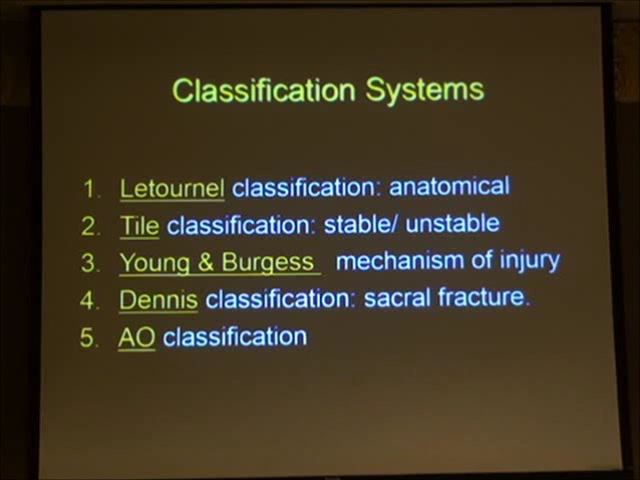 Classification Systems
1. Letournel classification: anatomical
2. Tile classification: stable/ unstable
3. Young & Burgess mechanism of injury
4. Dennis classification: sacral fracture.
5. AO classification